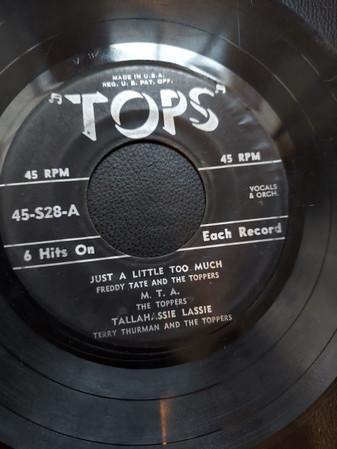 MADE IN U.S.A.
REG. U. S. PAT. OFF.
"TOPS"
45 RPM
45 RPM
45-S28-A
VOCALS
& ORCH.
6 Hits On
Each Record
JUST A LITTLE TOO MUCH
FREDDY TATE AND THE TOPPERS
M. T. A.
THE TOPPERS
TALLAHASSIE LASSIE
TERRY THURMAN AND THE TOPPERS